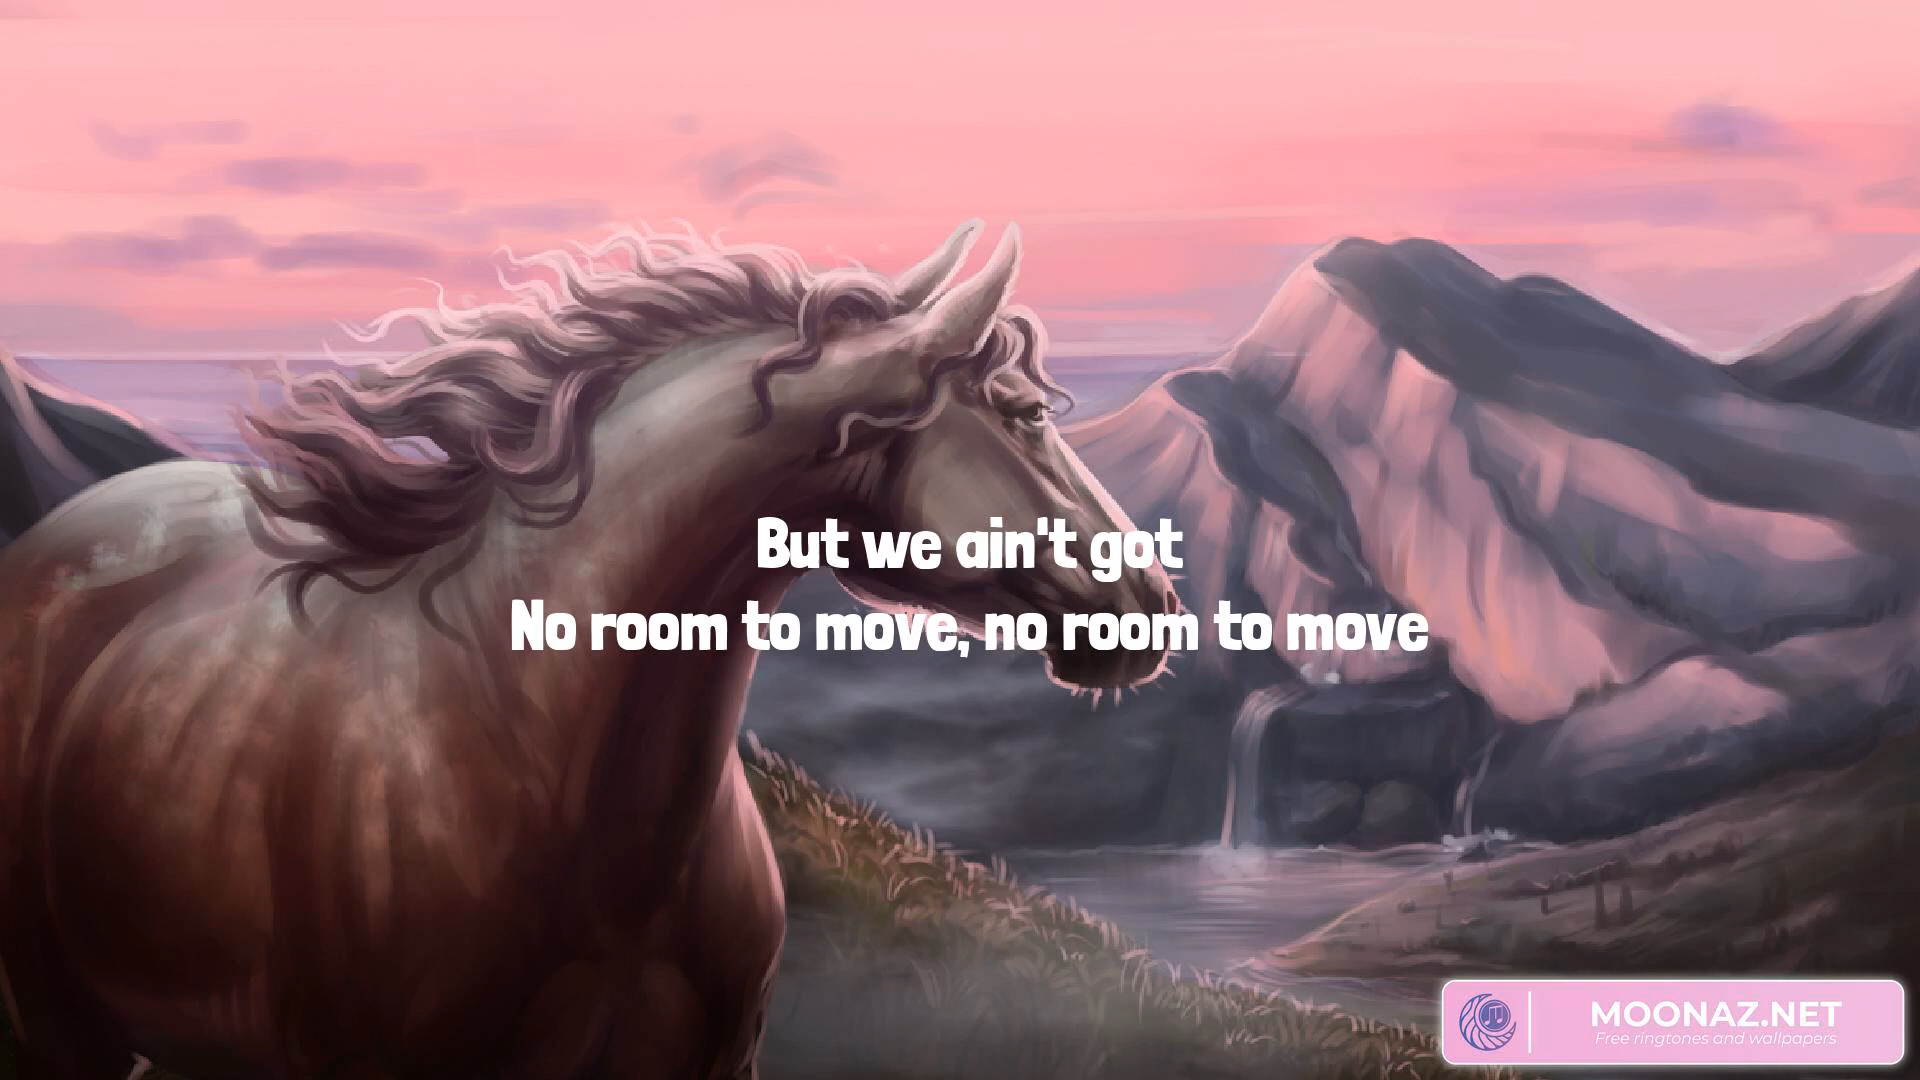 But we ain't got
No room to move, no room to move
MOONAZ.NET
Free ringtones and wallpapers